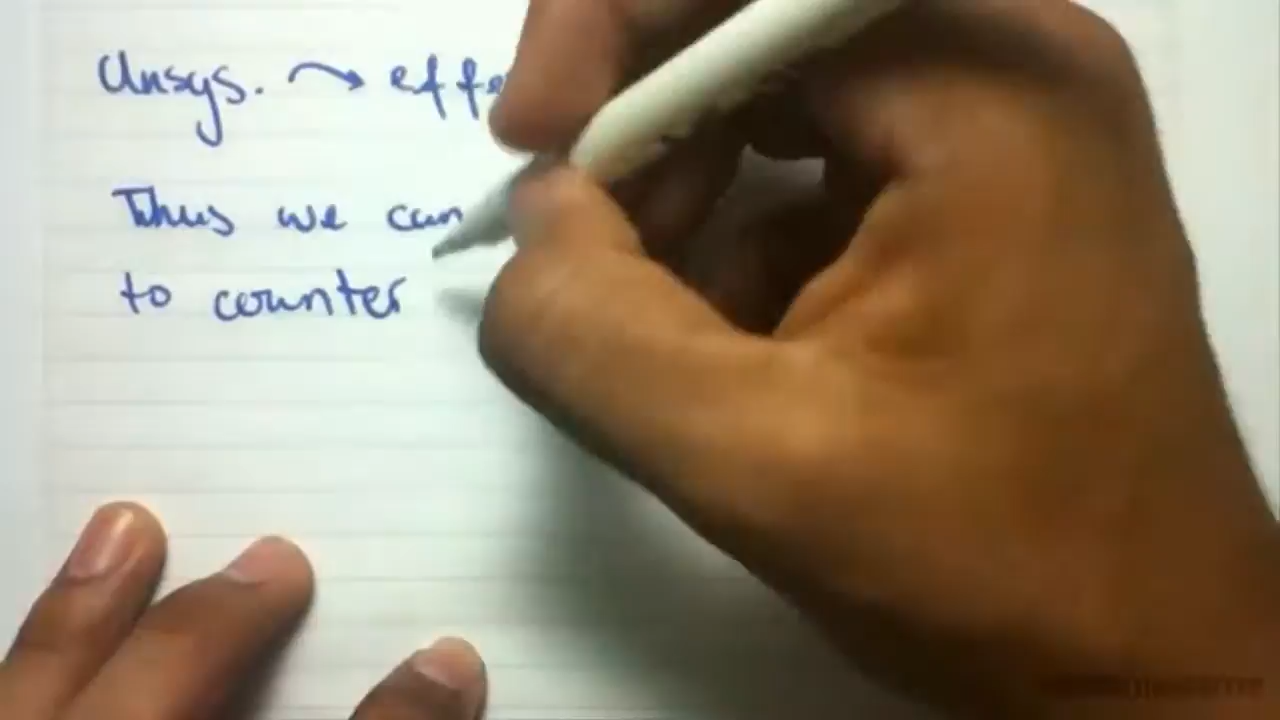 Unsys. → effe
Thus we can
to counter